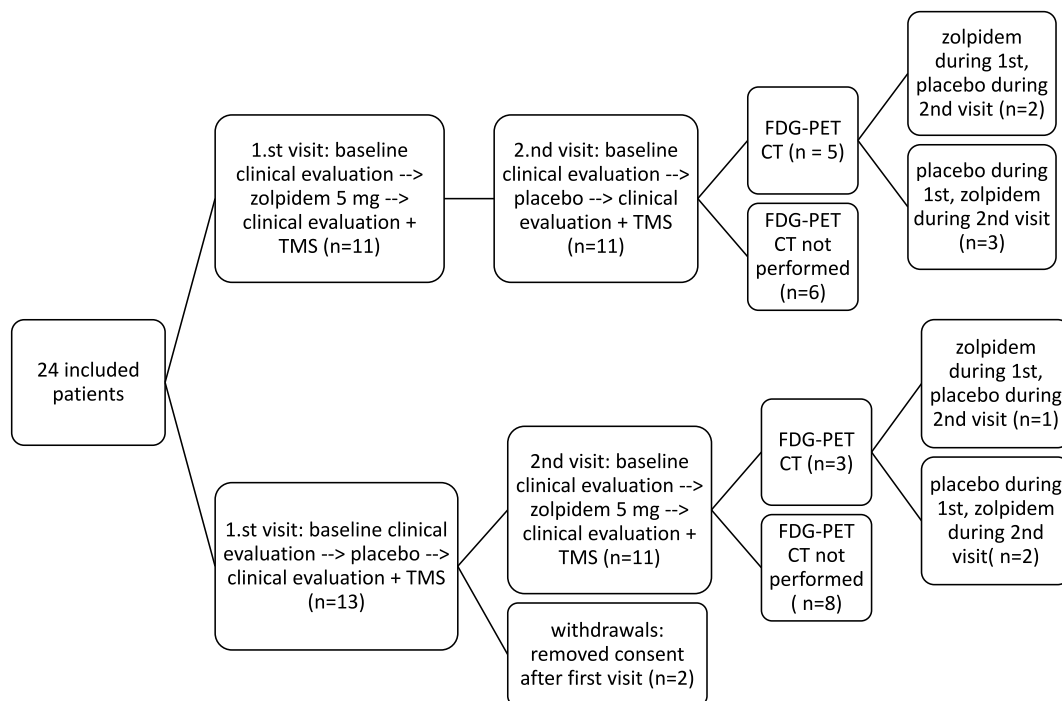 24 included
patients
1.st visit: baseline
clinical evaluation -->
zolpidem 5 mg -->
clinical evaluation +
TMS (n=11)
2.nd visit: baseline
clinical evaluation -->
placebo --> clinical
evaluation + TMS
(n=11)
FDG-PET
CT (n = 5)
zolpidem
during 1st,
placebo during
2nd visit (n=2)
placebo during
1st, zolpidem
during 2nd visit
(n=3)
FDG-PET
CT not
performed
(n=6)
1.st visit: baseline clinical
evaluation --> placebo -->
clinical evaluation + TMS
(n=13)
2nd visit: baseline
clinical evaluation -->
zolpidem 5 mg -->
clinical evaluation +
TMS (n=11)
FDG-PET
CT (n=3)
zolpidem
during 1st,
placebo during
2nd visit (n=1)
placebo during
1st, zolpidem
during 2nd
visit( n=2)
FDG-PET
CT not
performed
( n=8)
withdrawals:
removed consent
after first visit (n=2)